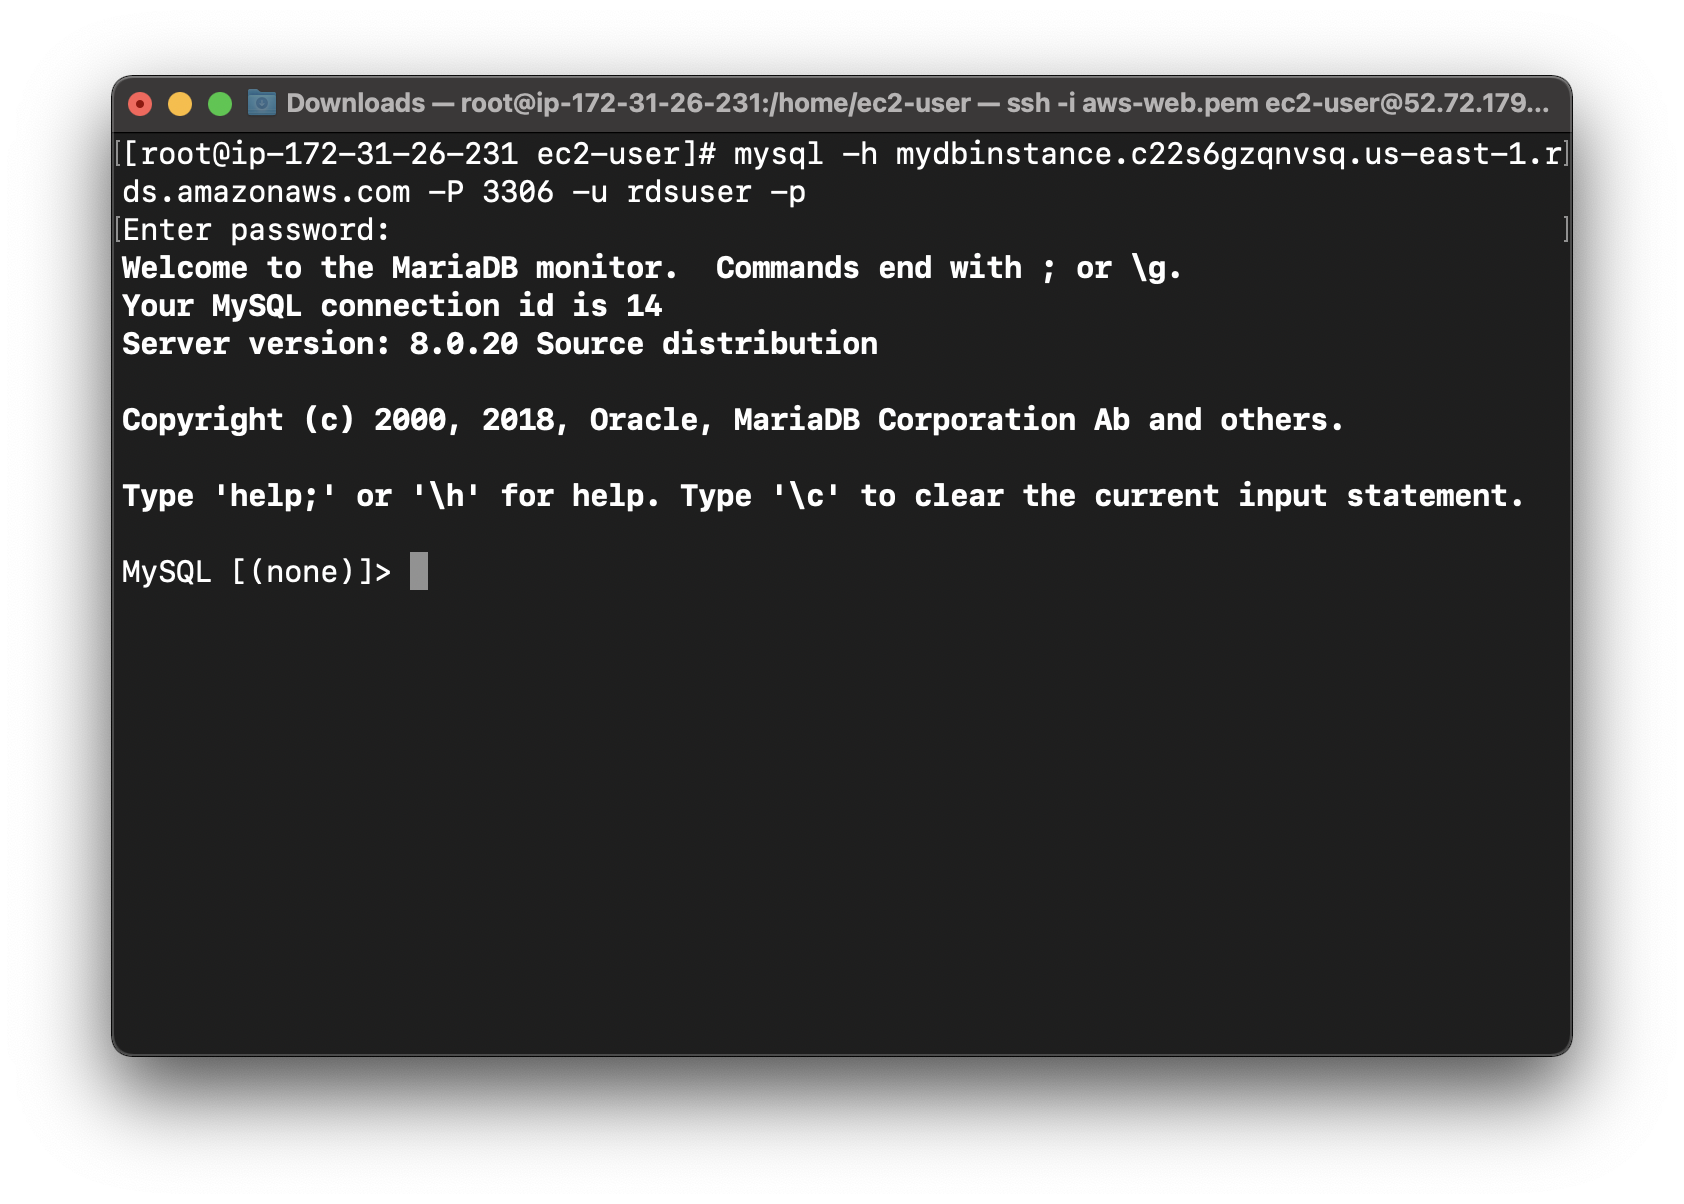 Downloads — root@ip-172-31-26-231:/home/ec2-user — ssh -i aws-web.pem ec2-user@52.72.179...
[root@ip-172-31-26-231 ec2-user]# mysql -h mydbinstance.c22s6gzqnvsq.us-east-1.r
ds.amazonaws.com -P 3306 -u rdsuser -p
Enter password:
Welcome to the MariaDB monitor.  Commands end with ; or \g.
Your MySQL connection id is 14
Server version: 8.0.20 Source distribution
Copyright (c) 2000, 2018, Oracle, MariaDB Corporation Ab and others.
Type 'help;' or '\h' for help. Type '\c' to clear the current input statement.
MySQL [(none)]>